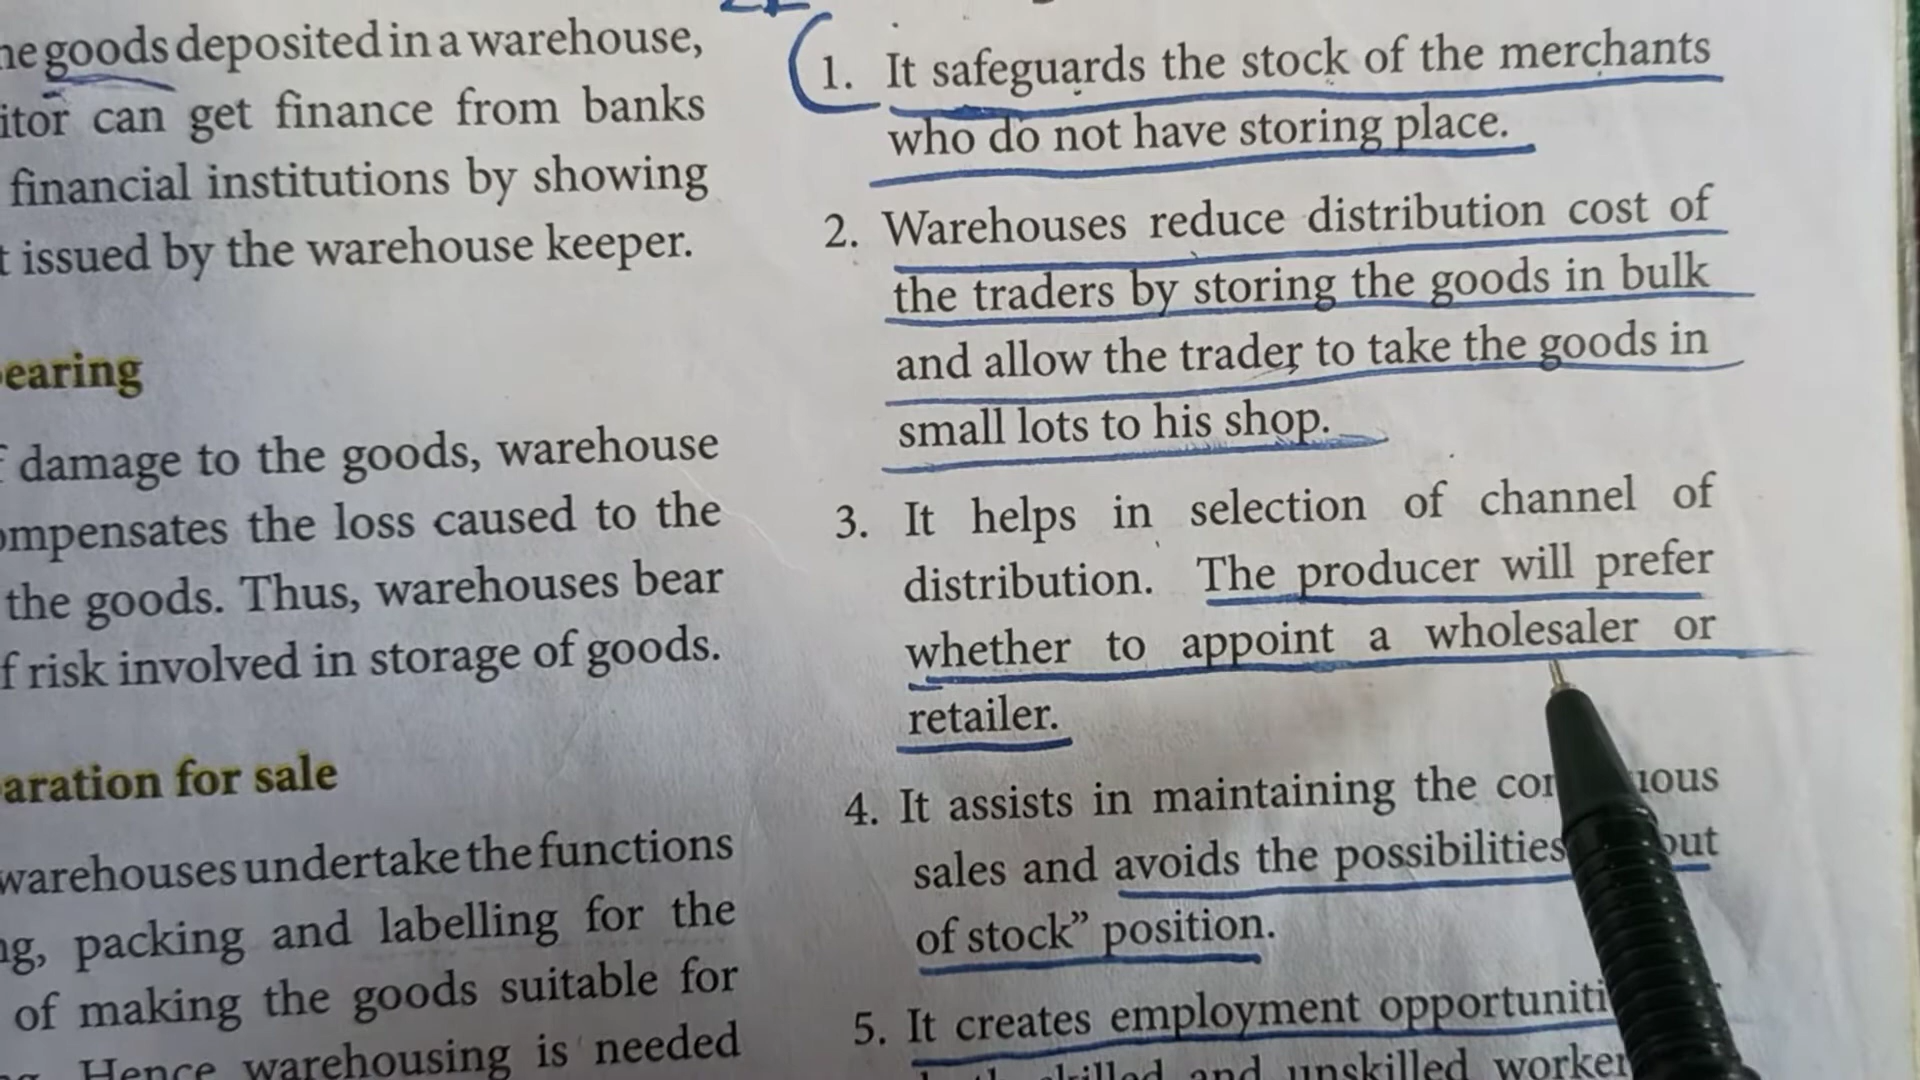 goods deposited in a warehouse,
can get finance from banks
financial institutions by showing
issued by the warehouse keeper.
earing
damage to the goods, warehouse
ompensates the loss caused to the
the goods. Thus, warehouses bear
f risk involved in storage of goods.
aration for sale
warehouses undertake the functions
packing and labelling for the
of making the goods suitable for
Hence warehousing is needed
1. It safeguards the stock of the merchants
who do not have storing place.
2. Warehouses reduce distribution cost of
the traders by storing the goods in bulk
and allow the trader to take the goods in
small lots to his shop.
3. It helps in selection of channel of
distribution. The producer will prefer
whether to appoint a wholesaler or
retailer.
4. It assists in maintaining the
sales and avoids the possibilities
of stock” position.
5. It creates employment
and unskilled